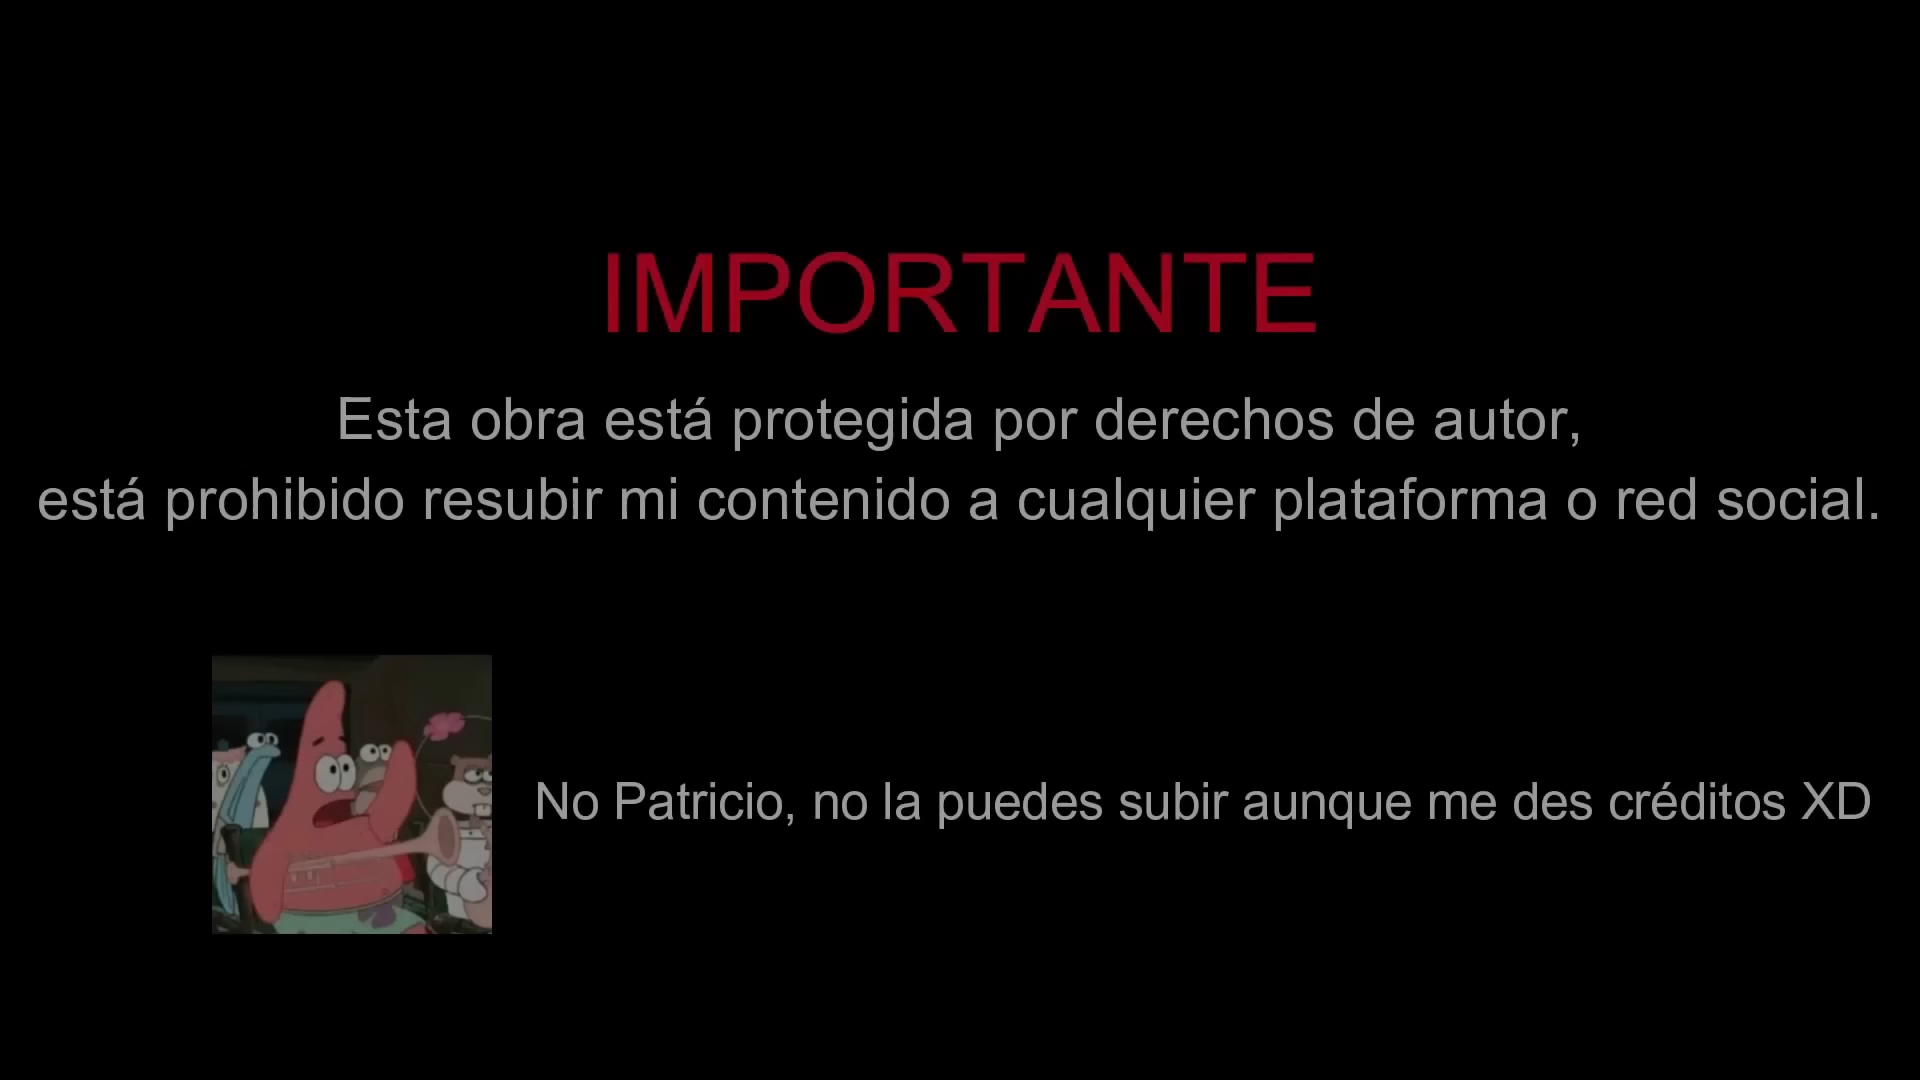 IMPORTANTE
Esta obra está protegida por derechos de autor,
está prohibido resubir mi contenido a cualquier plataforma o red social.
No Patricio, no la puedes subir aunque me des créditos XD